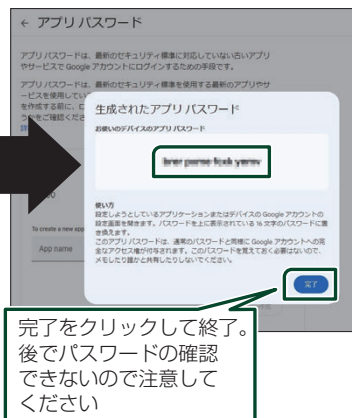 ← アプリ パスワード
アプリ パスワードは、最新のセキュリティ標準に対応していない古いアプリ
やサービスで Google アカウントにログインするための手段です。
アプリ パスワードは、最新のセキュリティ標準を使用する最新のアプリやサ
ービスを使用してい
を作成する前に、ロ
うかをご確認くださ
生成されたアプリ パスワード
お使いのデバイスのアプリ パスワード
使い方
設定しようとしているアプリケーションまたはデバイスの Google アカウントの
設定画面を開きます。パスワードを上に表示されている 16 文字のパスワードに置
き換えます。
このアプリ パスワードは、通常のパスワードと同様に Google アカウントへの完
全なアクセス権が付与されます。このパスワードを覚えておく必要はないので、
メモしたり誰かと共有したりしないでください。
To create a new app
App name
完了
完了をクリックして終了。
後でパスワードの確認
できないので注意して
ください